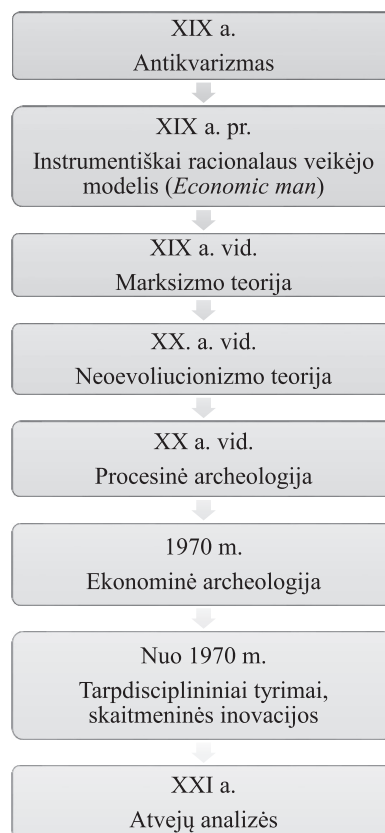 XIX a.
Antikvarizmas
XIX a. pr.
Instrumentiškai racionalaus veikėjo
modelis (Economic man)
XIX a. vid.
Marksizmo teorija
XX. a. vid.
Neoevoliucionizmo teorija
XX a. vid.
Procesinė archeologija
1970 m.
Ekonominė archeologija
Nuo 1970 m.
Tarpdisciplininiai tyrimai,
skaitmeninės inovacijos
XXI a.
Atvejų analizės